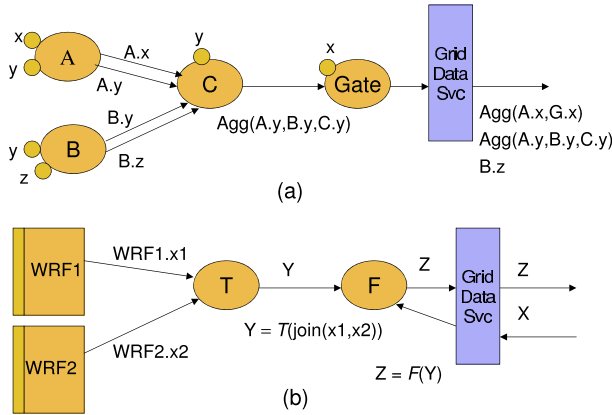 x
y
A
A.x
A.y
y
C
x
Gate
Grid
Data
Svc
B.y
B.z
y
z
B
Agg(A.y,B.y,C.y)
Agg(A.x,G.x)
Agg(A.y,B.y,C.y)
B.z
(a)
WRF1
WRF1.x1
T
Y
F
Z
Grid
Data
Svc
Z
X
WRF2
WRF2.x2
Y = T(join(x1,x2))
Z = F(Y)
(b)